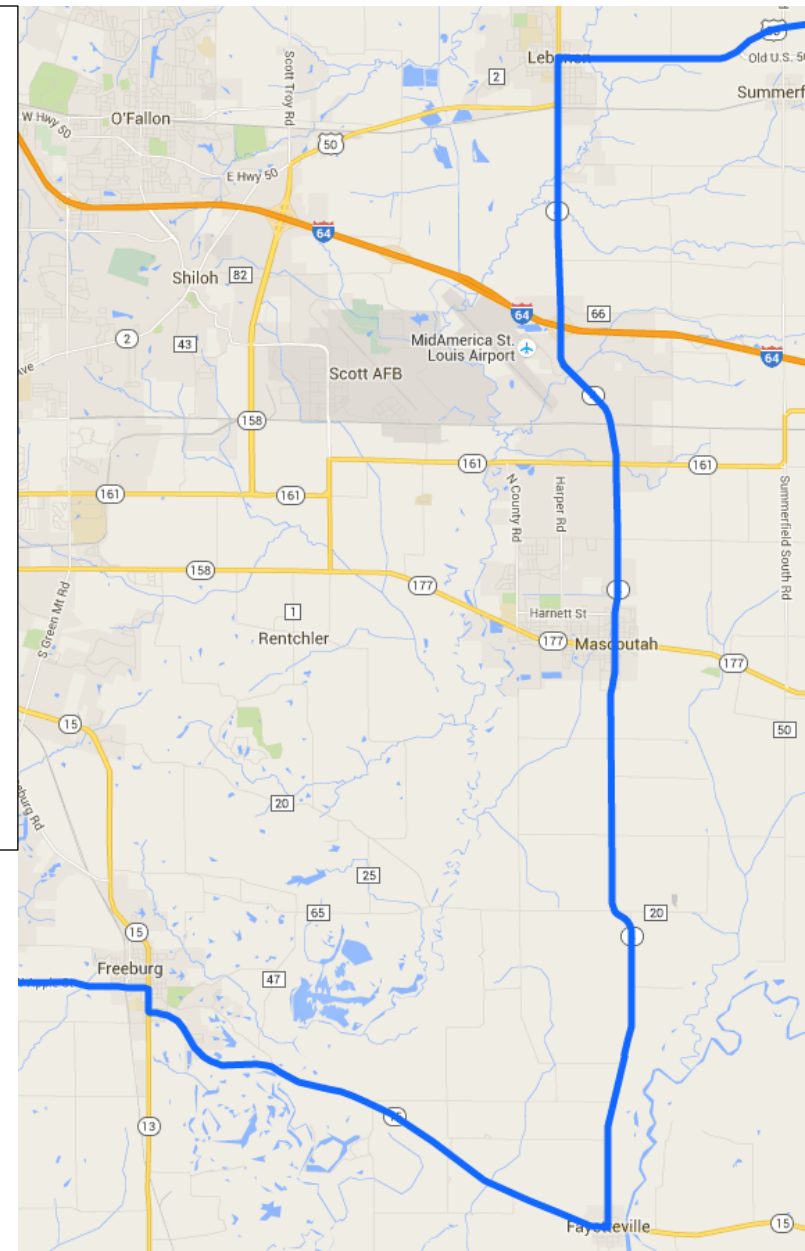 50
Lebanon
Old U.S. 50
Scott Troy Rd
2
Summerf
W Hwy 50
O'Fallon
50
E Hwy 50
64
Shiloh
82
64
66
MidAmerica St.
Louis Airport
2
43
64
Scott AFB
158
161
161
N County Rd
Harper Rd
Summerfield South Rd
161
161
158
177
S Green Mt Rd
1
Rentchler
Harnett St
177
Mascoutah
177
15
50
20
25
65
20
15
Freeburg
47
15
13
Fayetteville
15